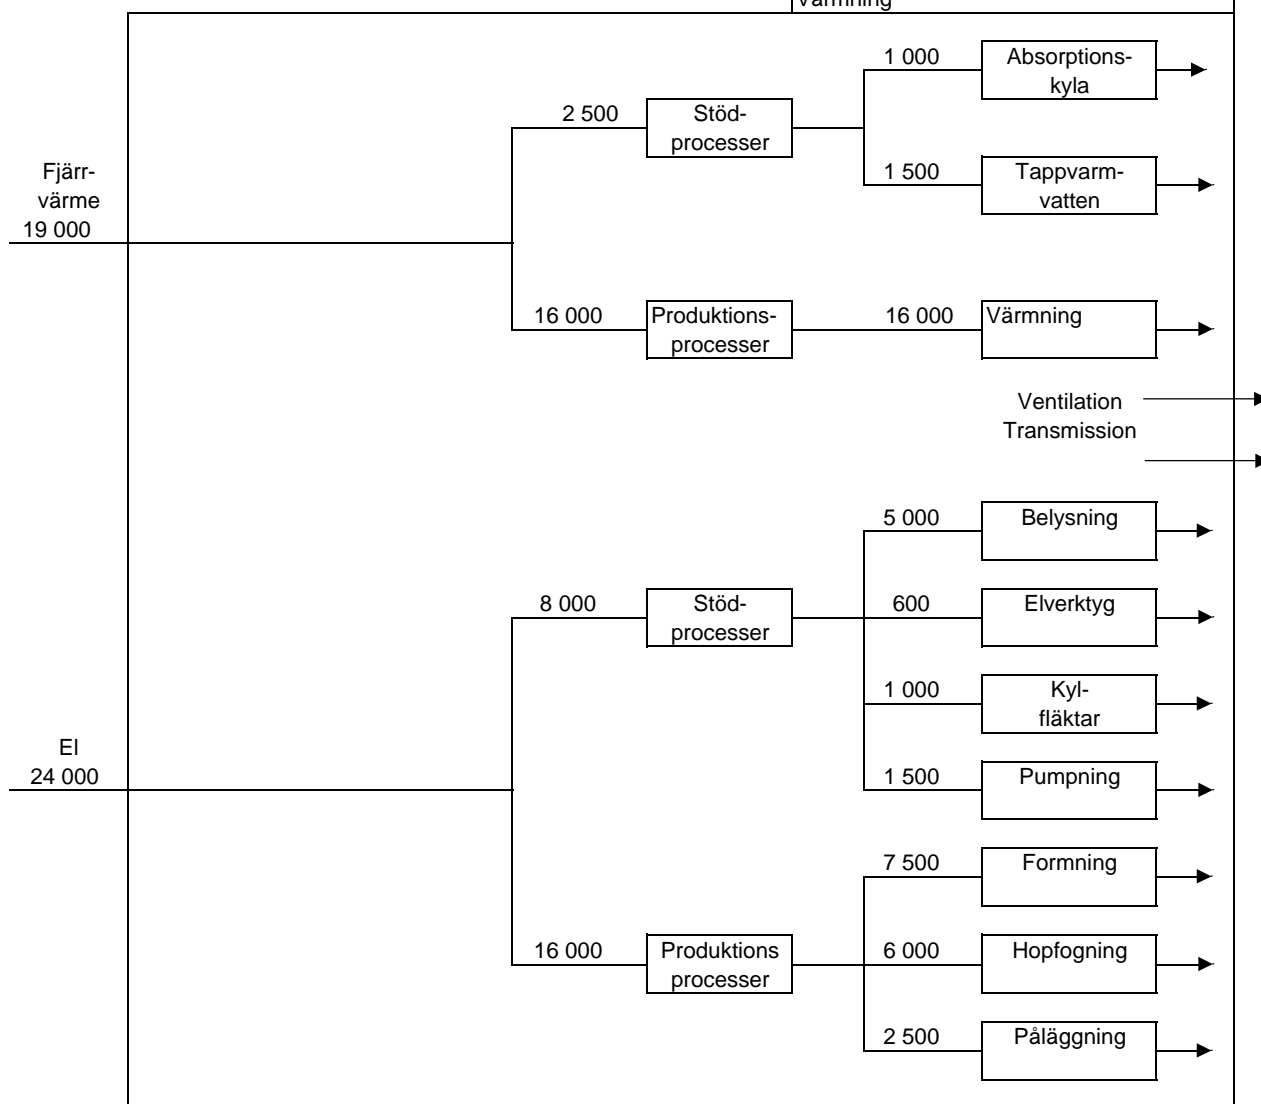 Värmning
1 000
Absorptions-
kyla
2 500
Stöd-
processer
1 500
Tappvarm-
vatten
Fjärr-
värme
19 000
16 000
Produktions-
processer
16 000
Värmning
Ventilation
Transmission
5 000
Belysning
8 000
Stöd-
processer
600
Elverktyg
1 000
Kyl-
fläktar
El
24 000
1 500
Pumpning
7 500
Formning
16 000
Produktions
processer
6 000
Hopfogning
2 500
Påläggning